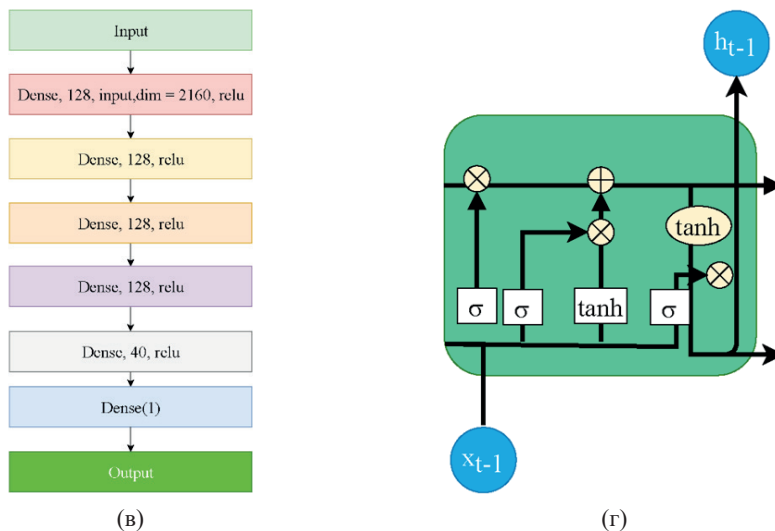 Input
Dense, 128, input,dim = 2160, relu
Dense, 128, relu
Dense, 128, relu
Dense, 128, relu
Dense, 40, relu
Dense(1)
Output
(в)
ht-1
tanh
σ
σ
tanh
σ
xt-1
(г)